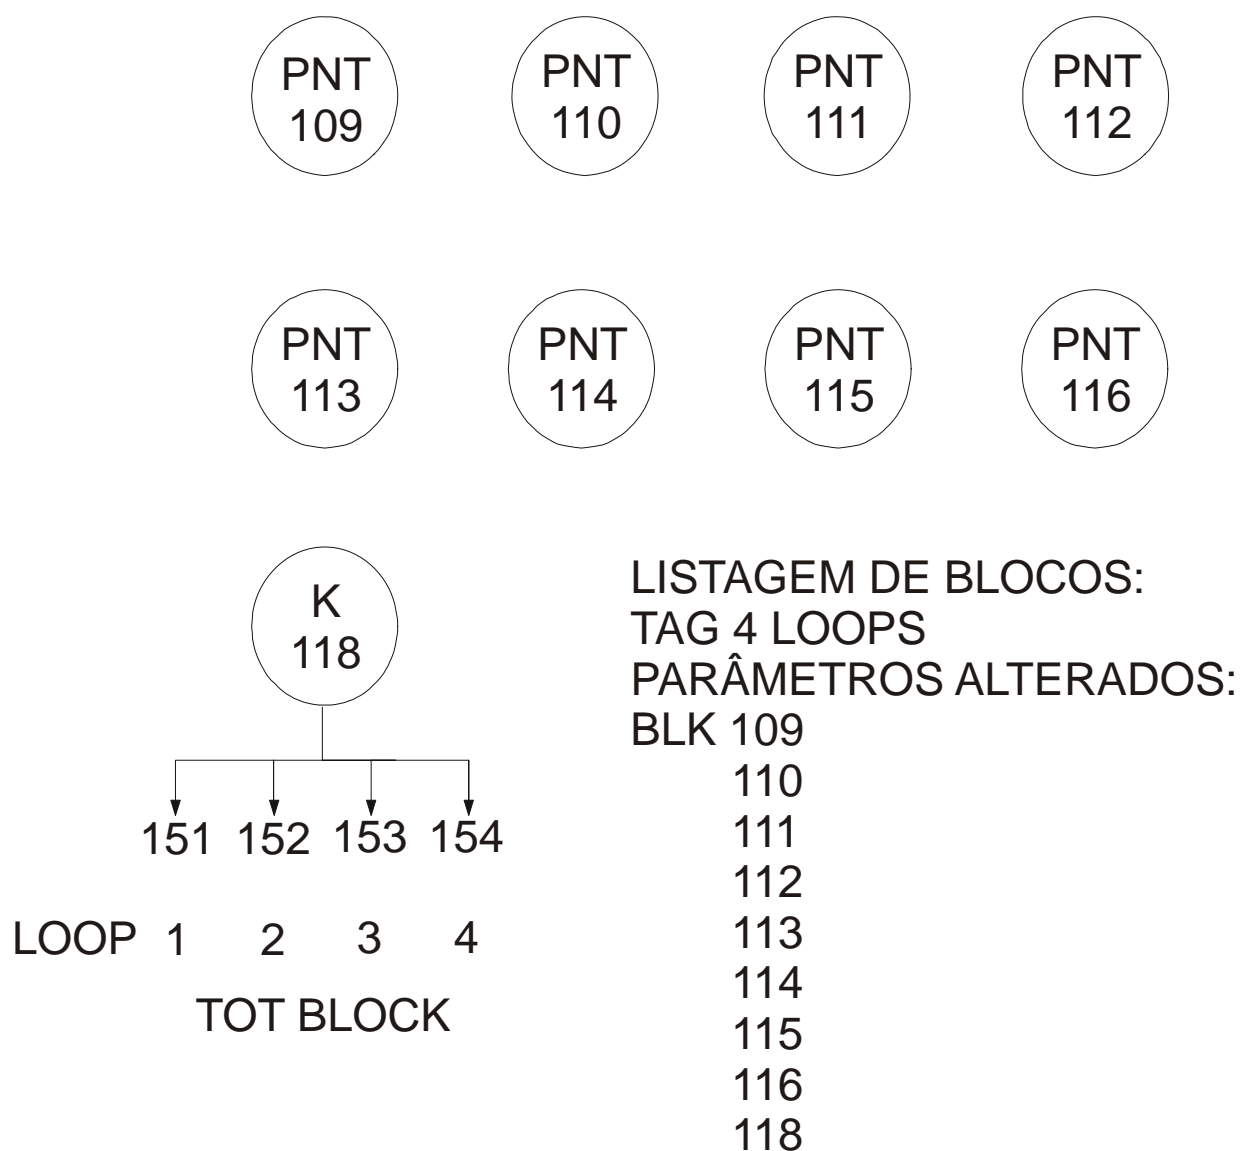 PNT PNT PNT PNT
109 110 111 112
PNT PNT PNT PNT
113 114 115 116
K
118
151 152 153 154
LOOP 1 2 3 4
TOT BLOCK
LISTAGEM DE BLOCOS:
TAG 4 LOOPS
PARÂMETROS ALTERADOS:
BLK 109
110
111
112
113
114
115
116
118